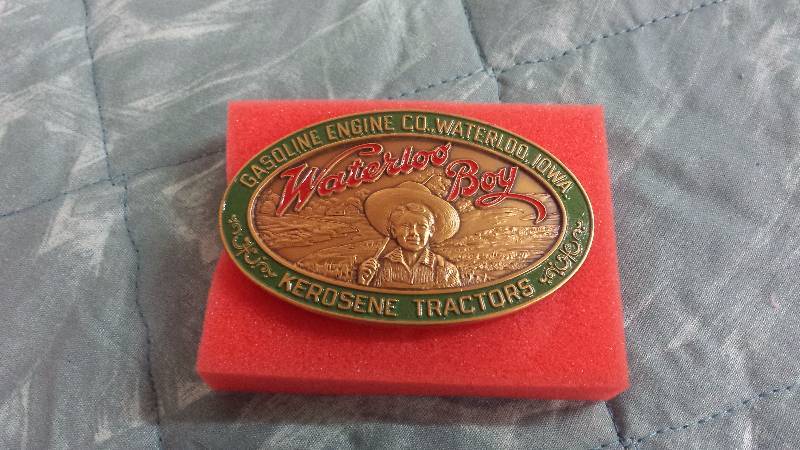 GASOLINE ENGINE CO., WATERLOO, IOWA.
Waterloo Boy
KEROSENE TRACTORS